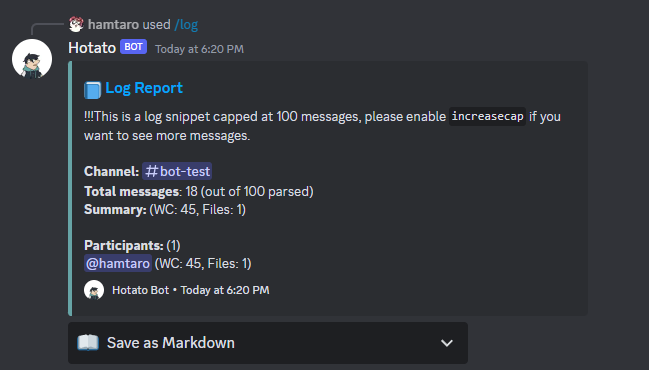 hamtaro used /log
Hotato BOT Today at 6:20 PM
Log Report
!!!This is a log snippet capped at 100 messages, please enable increasecap if you
want to see more messages.
Channel: #bot-test
Total messages: 18 (out of 100 parsed)
Summary: (WC: 45, Files: 1)
Participants: (1)
@hamtaro (WC: 45, Files: 1)
Hotato Bot • Today at 6:20 PM
Save as Markdown